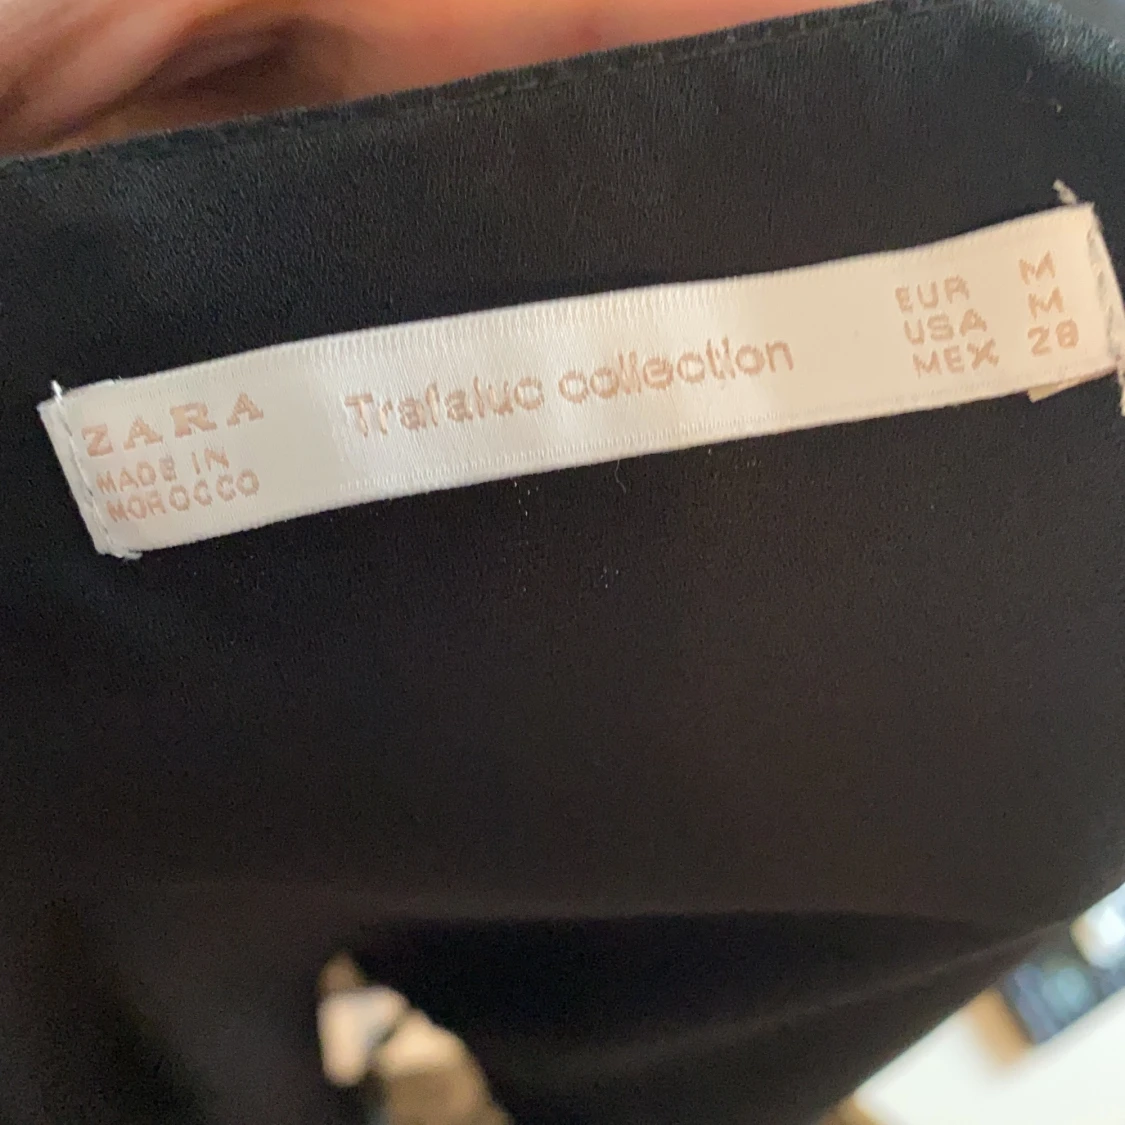 ZARA
MADE IN
MOROCCO
Trafaluc collection
EUR M
USA M
MEX 28